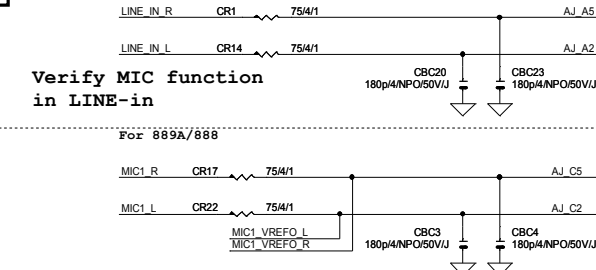 LINE_IN_R CR1 75/4/1 AJ_A5
LINE_IN_L CR14 75/4/1 AJ_A2
CBC20 CBC23
180p/4/NPO/50V/J 180p/4/NPO/50V/J
Verify MIC function
in LINE-in
For 889A/888
MIC1_R CR17 75/4/1 AJ_C5
MIC1_L CR22 75/4/1 AJ_C2
MIC1_VREFO_L
MIC1_VREFO_R
CBC3 CBC4
180p/4/NPO/50V/J 180p/4/NPO/50V/J